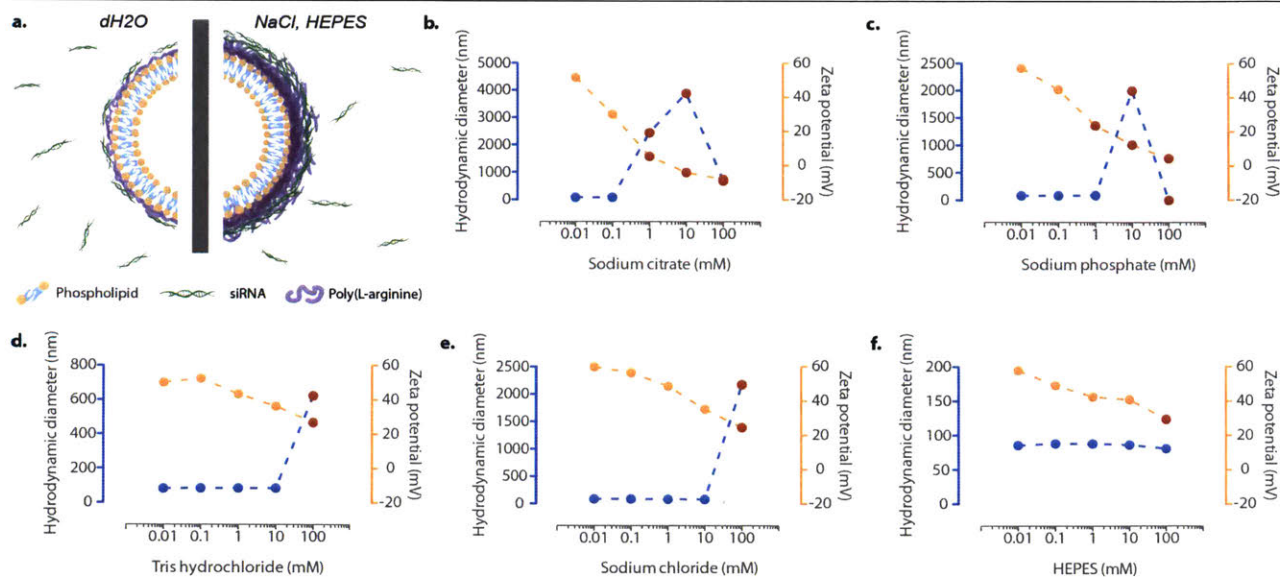 a.
dH2O
NaCl, HEPES
Phospholipid
siRNA
Poly(L-arginine)
b.
Hydrodynamic diameter (nm)
5000
4000
3000
2000
1000
0
60
40
20
0
-20
Zeta potential (mV)
0.01 0.1 1 10 100
Sodium citrate (mM)
c.
Hydrodynamic diameter (nm)
2500
2000
1500
1000
500
0
60
40
20
0
-20
Zeta potential (mV)
0.01 0.1 1 10 100
Sodium phosphate (mM)
d.
Hydrodynamic diameter (nm)
800
600
400
200
0
60
40
20
0
-20
Zeta potential (mV)
0.01 0.1 1 10 100
Tris hydrochloride (mM)
e.
Hydrodynamic diameter (nm)
2500
2000
1500
1000
500
0
60
40
20
0
-20
Zeta potential (mV)
0.01 0.1 1 10 100
Sodium chloride (mM)
f.
Hydrodynamic diameter (nm)
200
150
100
50
0
60
40
20
0
-20
Zeta potential (mV)
0.01 0.1 1 10 100
HEPES (mM)